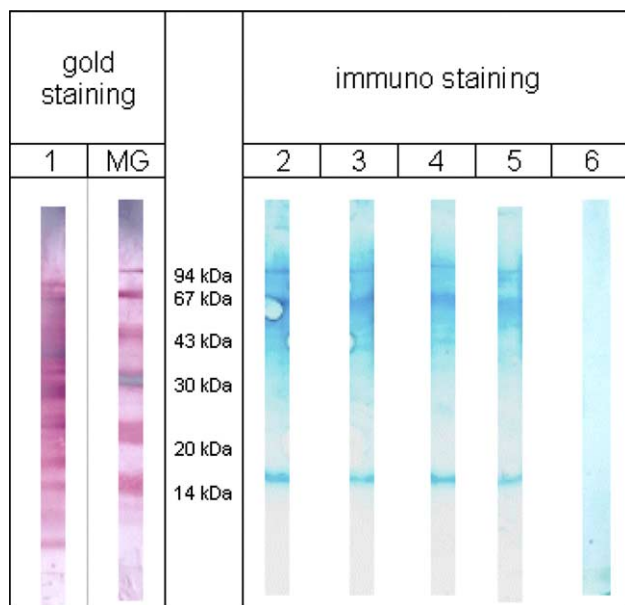 gold
staining
immuno staining
1 MG 2 3 4 5 6
94 kDa
67 kDa
43 kDa
30 kDa
20 kDa
14 kDa